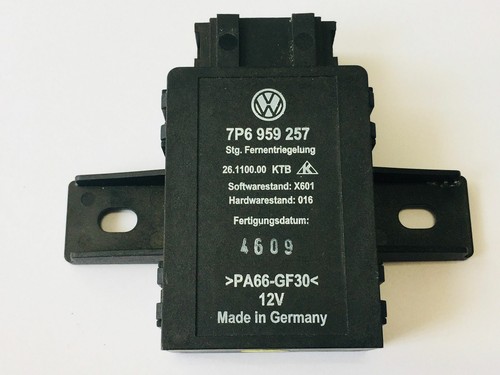 7P6 959 257
Stg. Fernentriegelung
26.1100.00 KTB K
Softwarestand: X601
Hardwarestand: 016
Fertigungsdatum:
4609
>PA66-GF30<
12V
Made in Germany